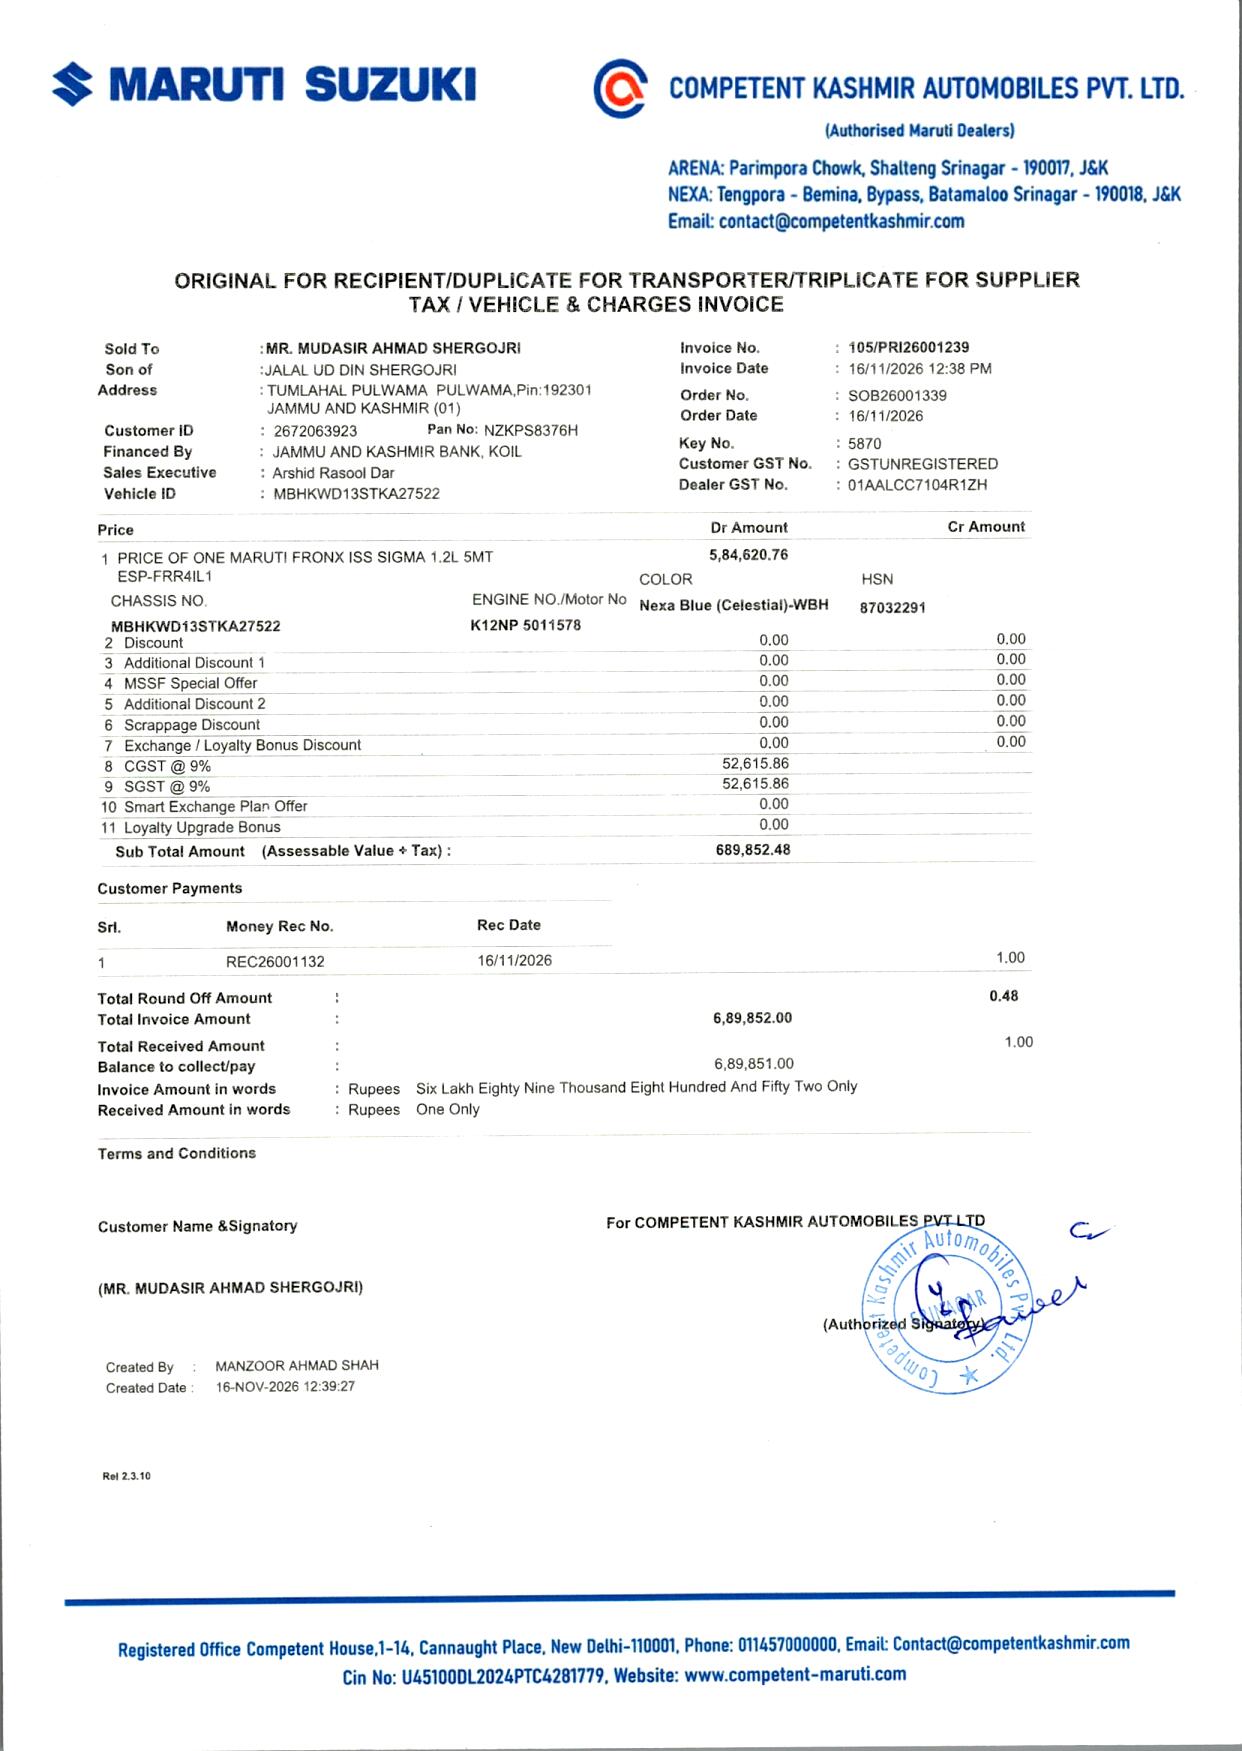 MARUTI SUZUKI
COMPETENT KASHMIR AUTOMOBILES PVT. LTD.
(Authorised Maruti Dealers)
ARENA: Parimpora Chowk, Shalteng Srinagar - 190017, J&K
NEXA: Tengpora - Bemina, Bypass, Batamaloo Srinagar - 190018, J&K
Email: contact@competentkashmir.com
ORIGINAL FOR RECIPIENT/DUPLICATE FOR TRANSPORTER/TRIPLICATE FOR SUPPLIER
TAX / VEHICLE & CHARGES INVOICE
Sold To :MR. MUDASIR AHMAD SHERGOJRI Invoice No. : 105/PRI26001239
Son of :JALAL UD DIN SHERGOJRI Invoice Date : 16/11/2026 12:38 PM
Address : TUMLAHAL PULWAMA PULWAMA,Pin:192301 Order No. : SOB26001339
JAMMU AND KASHMIR (01) Order Date : 16/11/2026
Customer ID : 2672063923 Pan No: NZKPS8376H Key No. : 5870
Financed By : JAMMU AND KASHMIR BANK, KOIL Customer GST No. : GSTUNREGISTERED
Sales Executive : Arshid Rasool Dar Dealer GST No. : 01AALCC7104R1ZH
Vehicle ID : MBHKWD13STKA27522
Price Dr Amount Cr Amount
1 PRICE OF ONE MARUTI FRONX ISS SIGMA 1.2L 5MT 5,84,620.76
ESP-FRR4IL1 COLOR HSN
CHASSIS NO. ENGINE NO./Motor No Nexa Blue (Celestial)-WBH 87032291
MBHKWD13STKA27522 K12NP 5011578
2 Discount 0.00 0.00
3 Additional Discount 1 0.00 0.00
4 MSSF Special Offer 0.00 0.00
5 Additional Discount 2 0.00 0.00
6 Scrappage Discount 0.00 0.00
7 Exchange / Loyalty Bonus Discount 0.00 0.00
8 CGST @ 9% 52,615.86
9 SGST @ 9% 52,615.86
10 Smart Exchange Plan Offer 0.00
11 Loyalty Upgrade Bonus 0.00
Sub Total Amount (Assessable Value + Tax) : 689,852.48
Customer Payments
Srl. Money Rec No. Rec Date
1 REC26001132 16/11/2026 1.00
Total Round Off Amount : 0.48
Total Invoice Amount : 6,89,852.00
Total Received Amount : 1.00
Balance to collect/pay : 6,89,851.00
Invoice Amount in words : Rupees Six Lakh Eighty Nine Thousand Eight Hundred And Fifty Two Only
Received Amount in words : Rupees One Only
Terms and Conditions
Customer Name &Signatory For COMPETENT KASHMIR AUTOMOBILES PVT LTD
(MR. MUDASIR AHMAD SHERGOJRI)
(Authorized Signatory)
Competent Kashmir Automobiles Pvt. Ltd.
SRINAGAR
Created By : MANZOOR AHMAD SHAH
Created Date : 16-NOV-2026 12:39:27
Rel 2.3.10
Registered Office Competent House,1-14, Cannaught Place, New Delhi-110001, Phone: 011457000000, Email: Contact@competentkashmir.com
Cin No: U45100DL2024PTC4281779, Website: www.competent-maruti.com